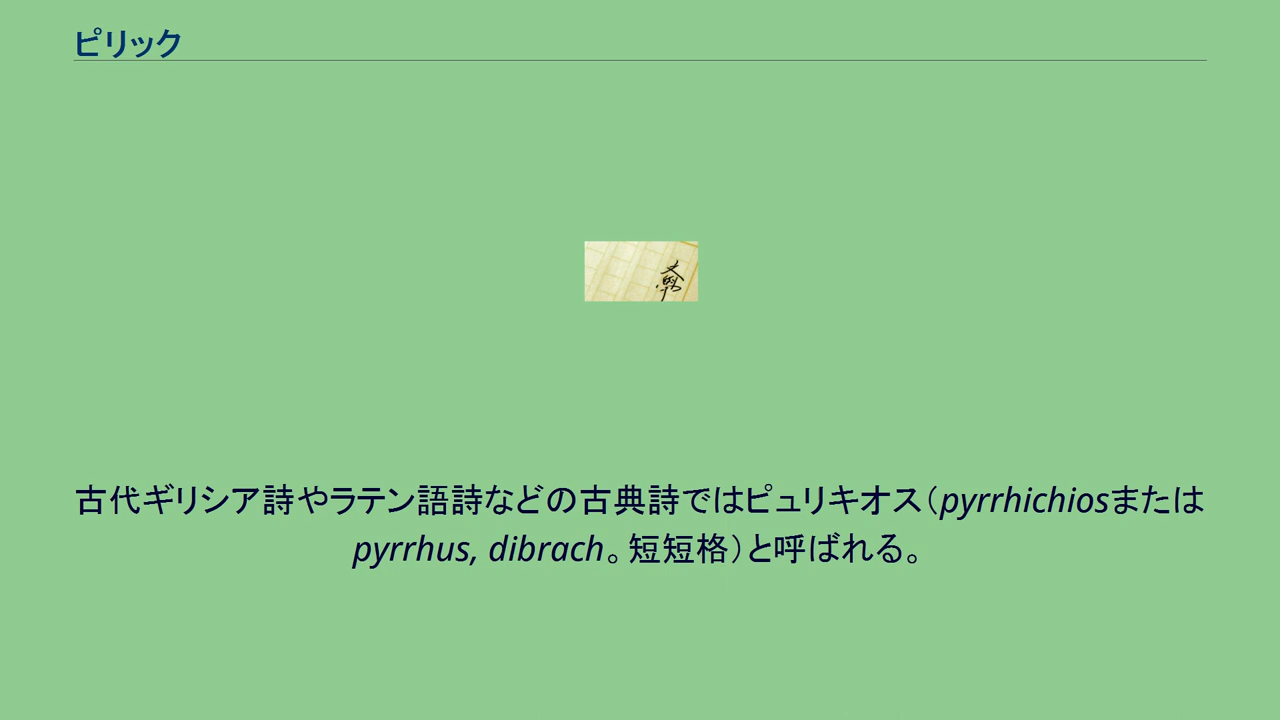 ピリック
古代ギリシア詩やラテン語詩などの古典詩ではピュリキオス（pyrrhichiosまたは
pyrrhus, dibrach。短短格）と呼ばれる。